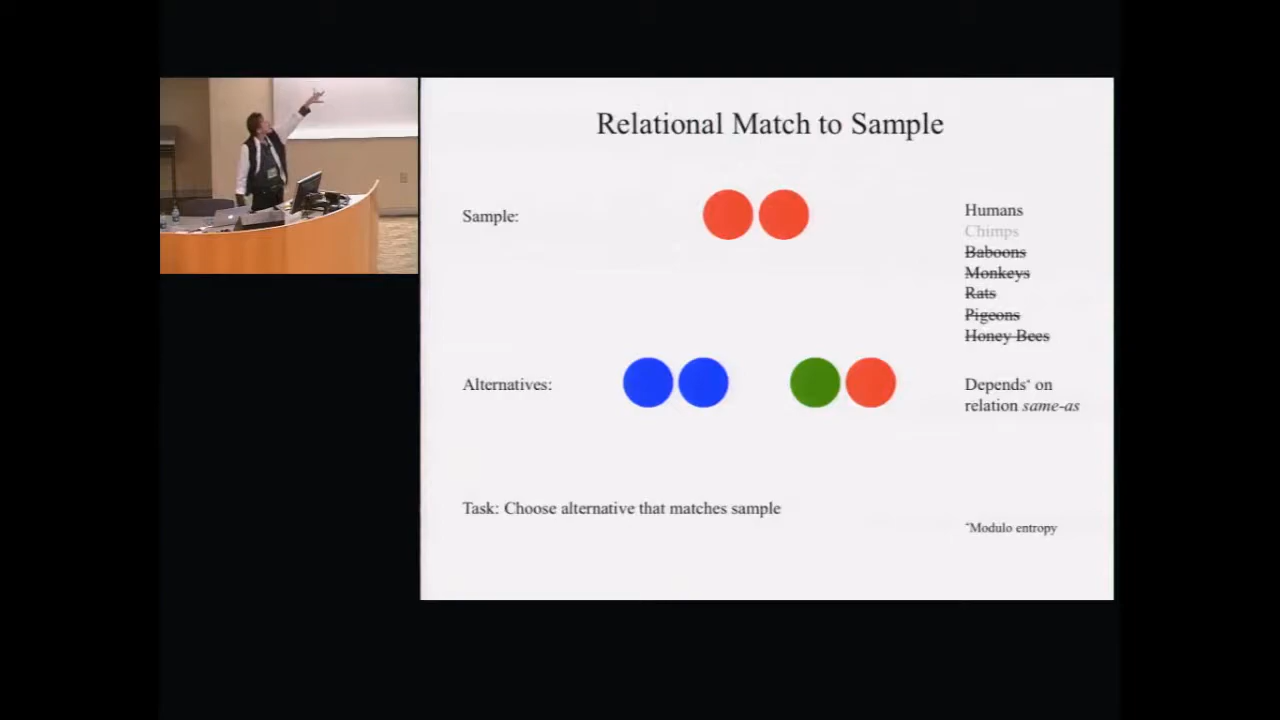 Relational Match to Sample
Sample:
Humans
Chimps
Baboons
Monkeys
Rats
Pigeons
Honey Bees
Alternatives:
Depends* on
relation same-as
Task: Choose alternative that matches sample
*Modulo entropy